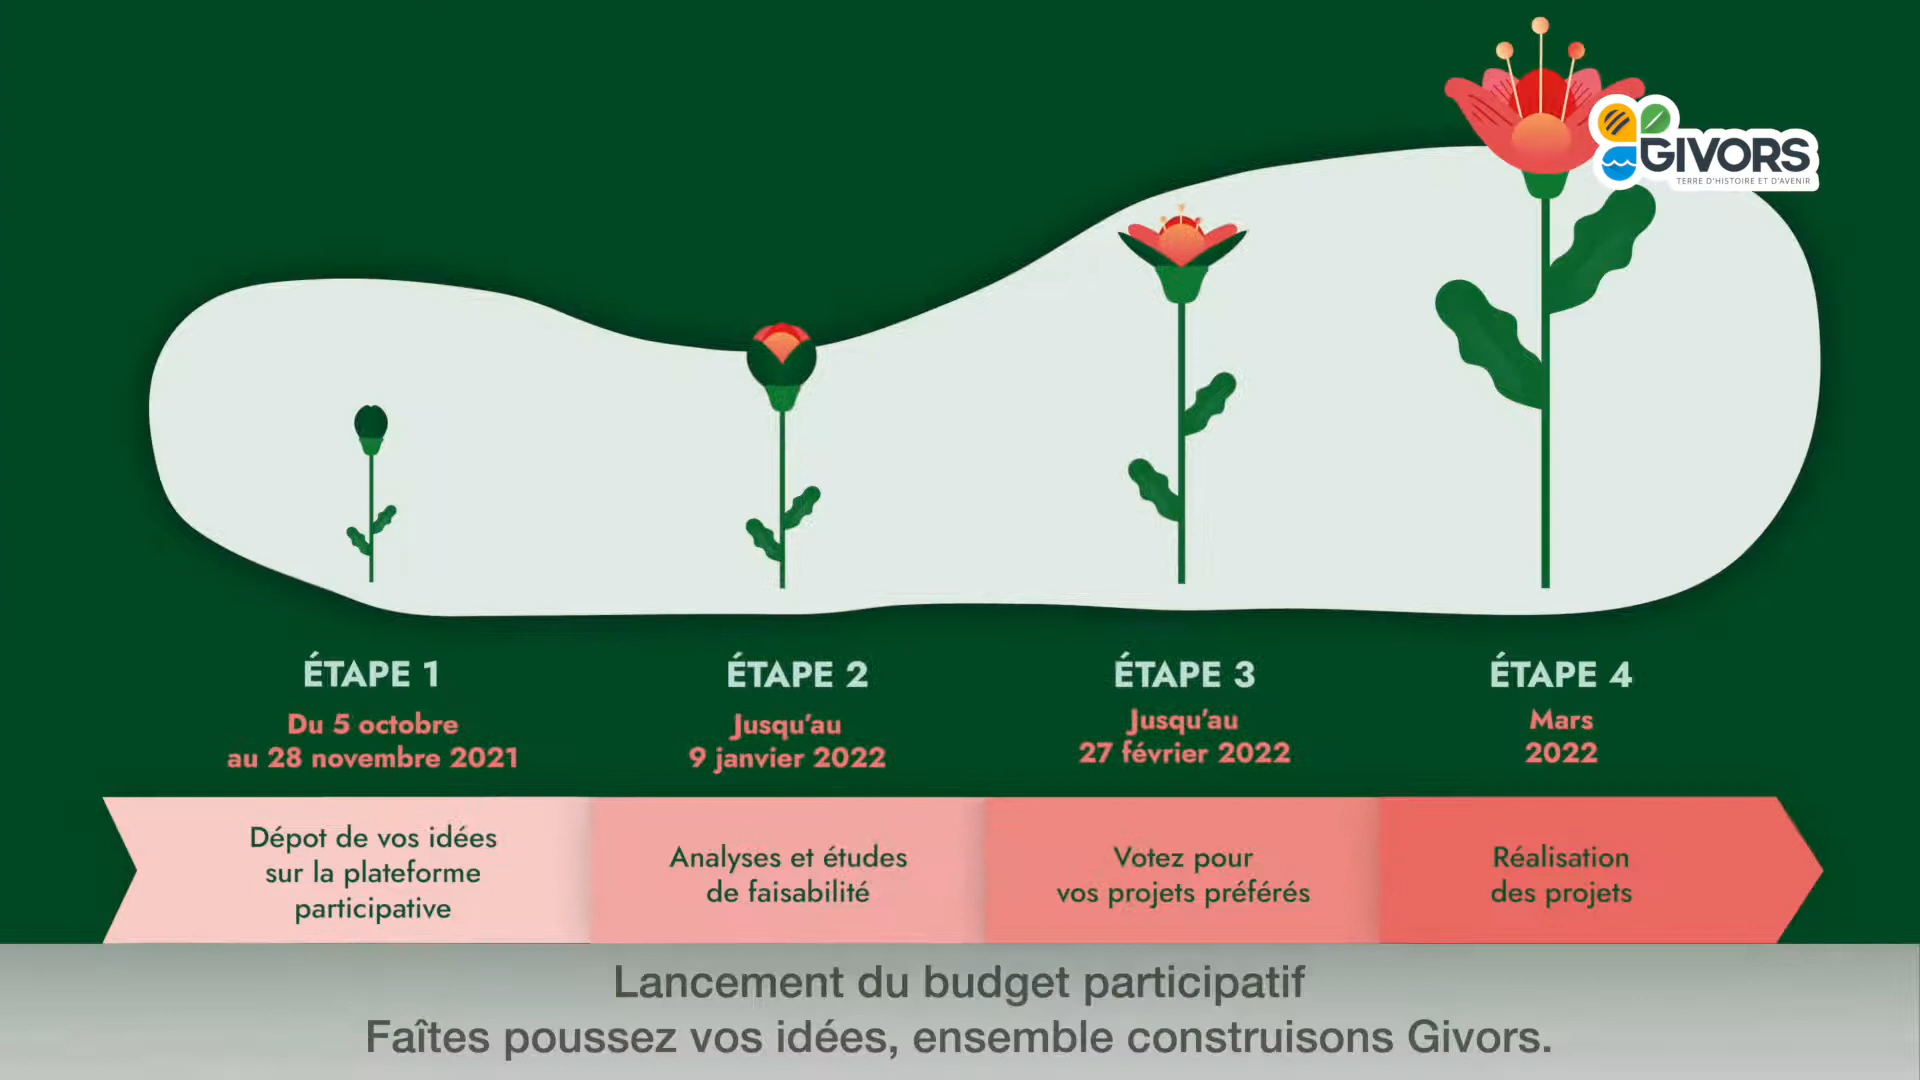 GIVORS
TERRE D'HISTOIRE ET D'AVENIR
ÉTAPE 1
Du 5 octobre
au 28 novembre 2021
Dépot de vos idées
sur la plateforme
participative
ÉTAPE 2
Jusqu'au
9 janvier 2022
Analyses et études
de faisabilité
ÉTAPE 3
Jusqu'au
27 février 2022
Votez pour
vos projets préférés
ÉTAPE 4
Mars
2022
Réalisation
des projets
Lancement du budget participatif
Faîtes poussez vos idées, ensemble construisons Givors.